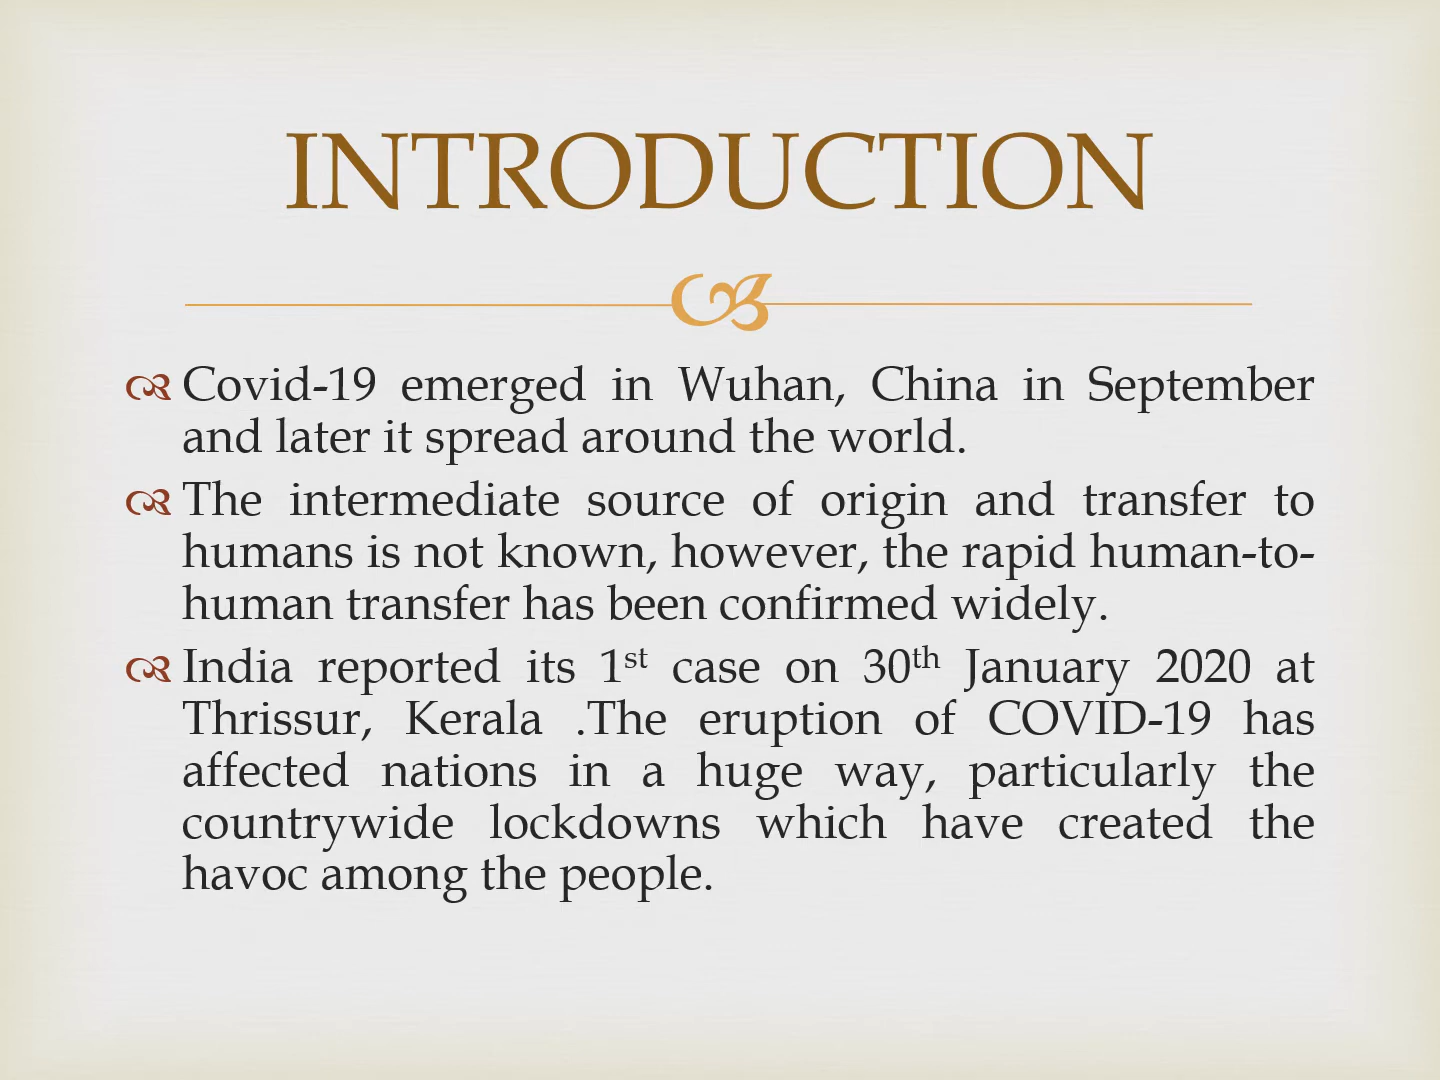 INTRODUCTION
Covid-19 emerged in Wuhan, China in September
and later it spread around the world.
The intermediate source of origin and transfer to
humans is not known, however, the rapid human-to-
human transfer has been confirmed widely.
India reported its 1st case on 30th January 2020 at
Thrissur, Kerala .The eruption of COVID-19 has
affected nations in a huge way, particularly the
countrywide lockdowns which have created the
havoc among the people.